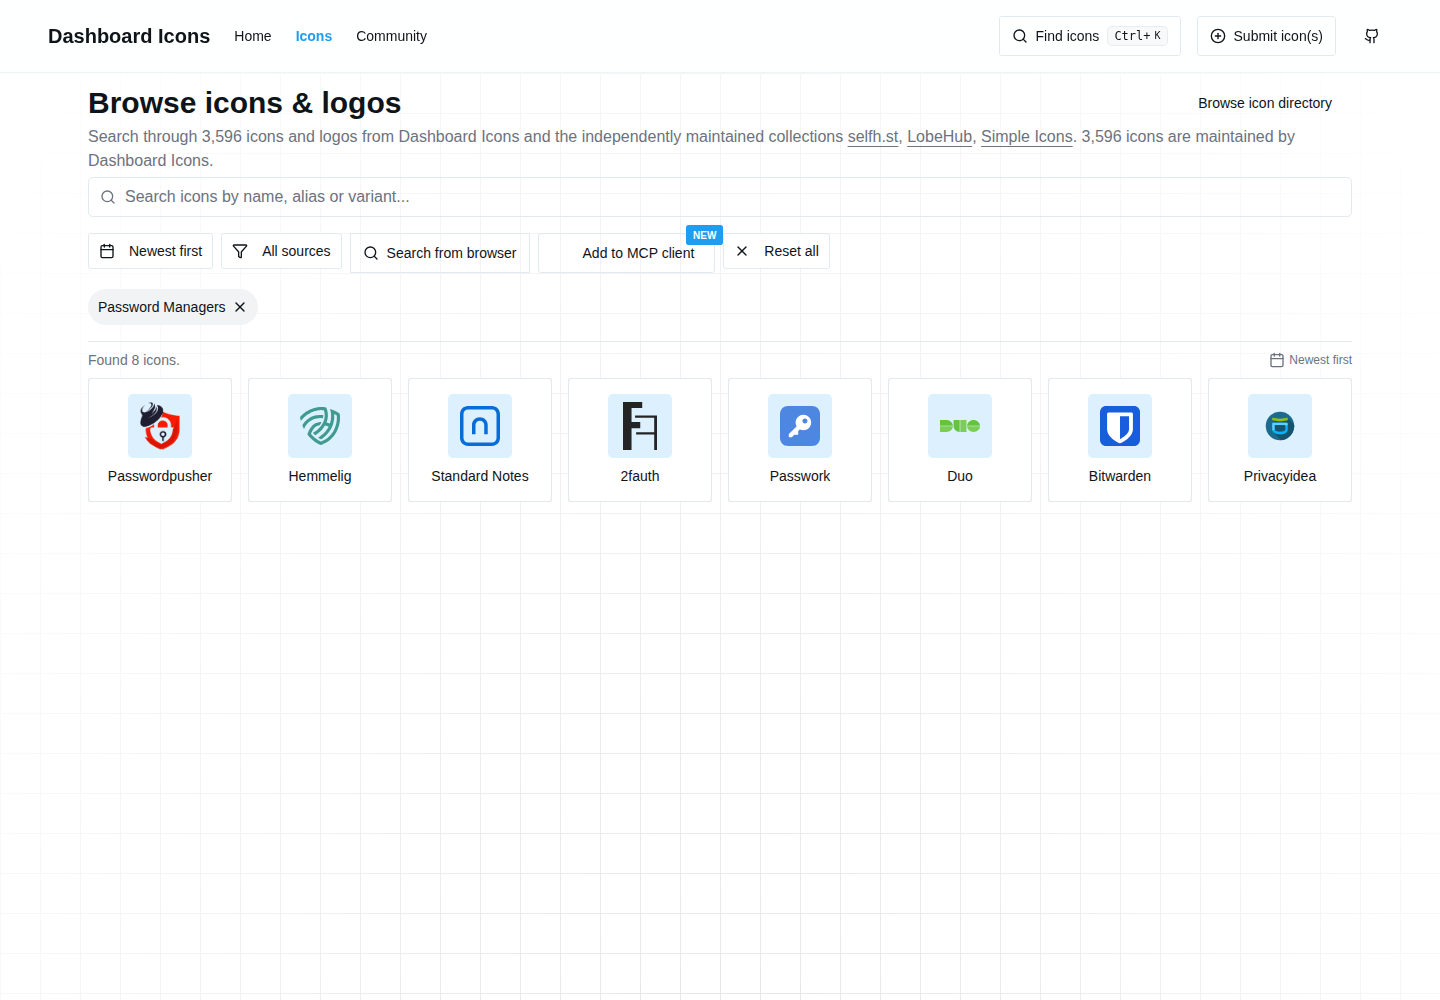 Dashboard Icons Home Icons Community Find icons Ctrl+ K Submit icon(s)
Browse icons & logos Browse icon directory
Search through 3,596 icons and logos from Dashboard Icons and the independently maintained collections selfh.st, LobeHub, Simple Icons. 3,596 icons are maintained by
Dashboard Icons.
Search icons by name, alias or variant...
NEW
Newest first All sources Search from browser Add to MCP client Reset all
Password Managers
Found 8 icons. Newest first
Passwordpusher Hemmelig Standard Notes 2fauth Passwork Duo Bitwarden Privacyidea